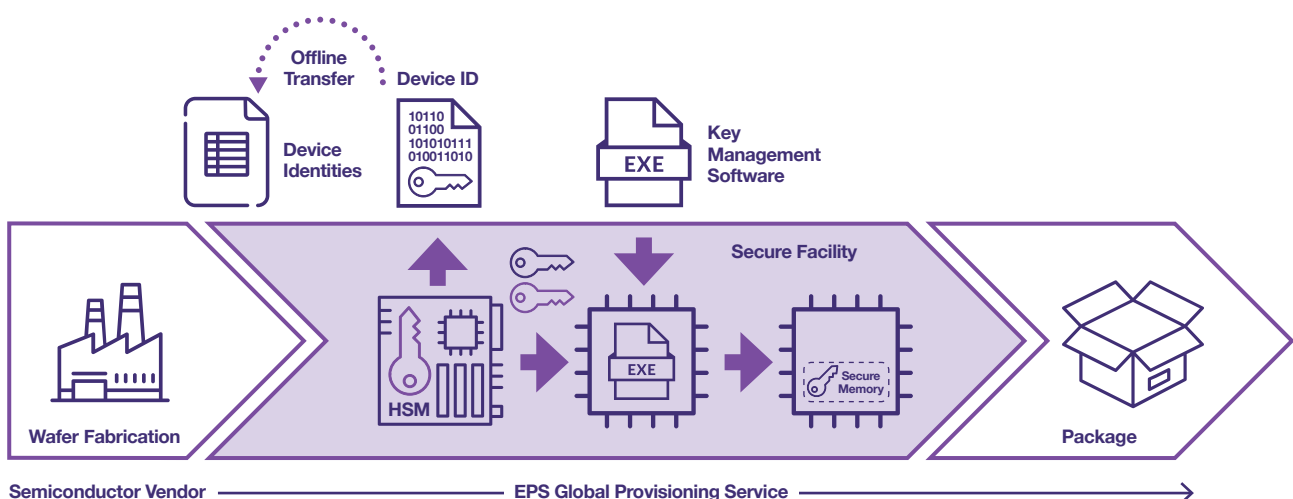 Offline
Transfer
Device ID
10110
01100
101010111
010011010
Device
Identities
EXE
Key
Management
Software
Secure Facility
HSM
EXE
Secure
Memory
Wafer Fabrication
Package
Semiconductor Vendor
EPS Global Provisioning Service